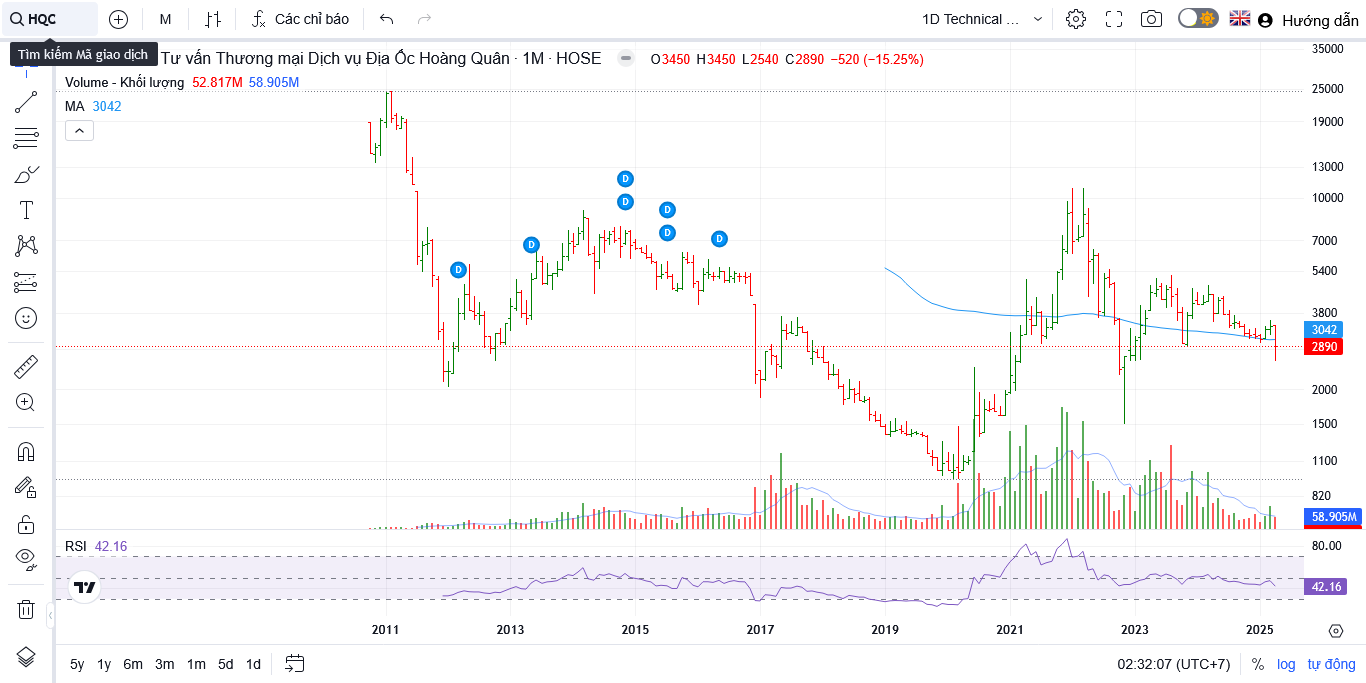 HQC
M
Các chỉ báo
1D Technical ...
Hướng dẫn
Tìm kiếm Mã giao dịch
Tư vấn Thương mại Dịch vụ Địa Ốc Hoàng Quân · 1M · HOSE
O3450 H3450 L2540 C2890 −520 (−15.25%)
Volume - Khối lượng 52.817M 58.905M
MA 3042
D
D
D
D
D
D
D
35000
25000
19000
13000
10000
7000
5400
3800
3042
2890
2000
1500
1100
820
58.905M
RSI 42.16
80.00
42.16
2011
2013
2015
2017
2019
2021
2023
2025
5y 1y 6m 3m 1m 5d 1d
02:32:07 (UTC+7)
% log tự động